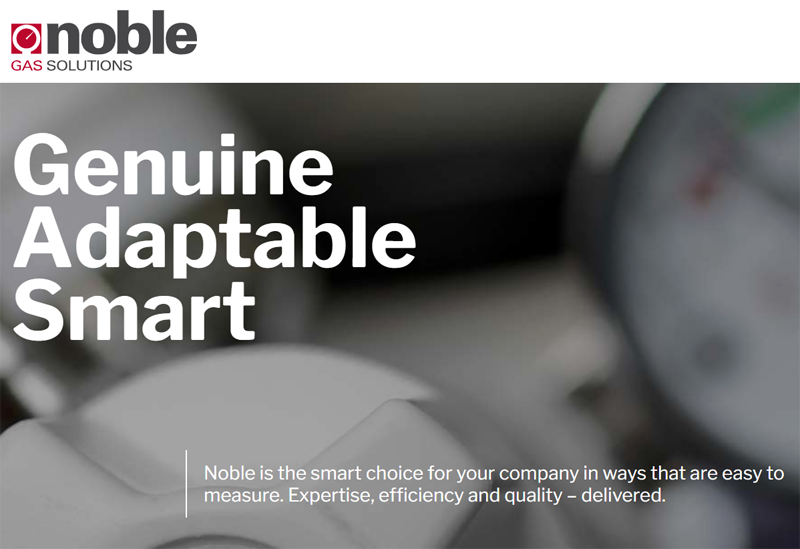 noble
GAS SOLUTIONS
Genuine
Adaptable
Smart
Noble is the smart choice for your company in ways that are easy to
measure. Expertise, efficiency and quality – delivered.